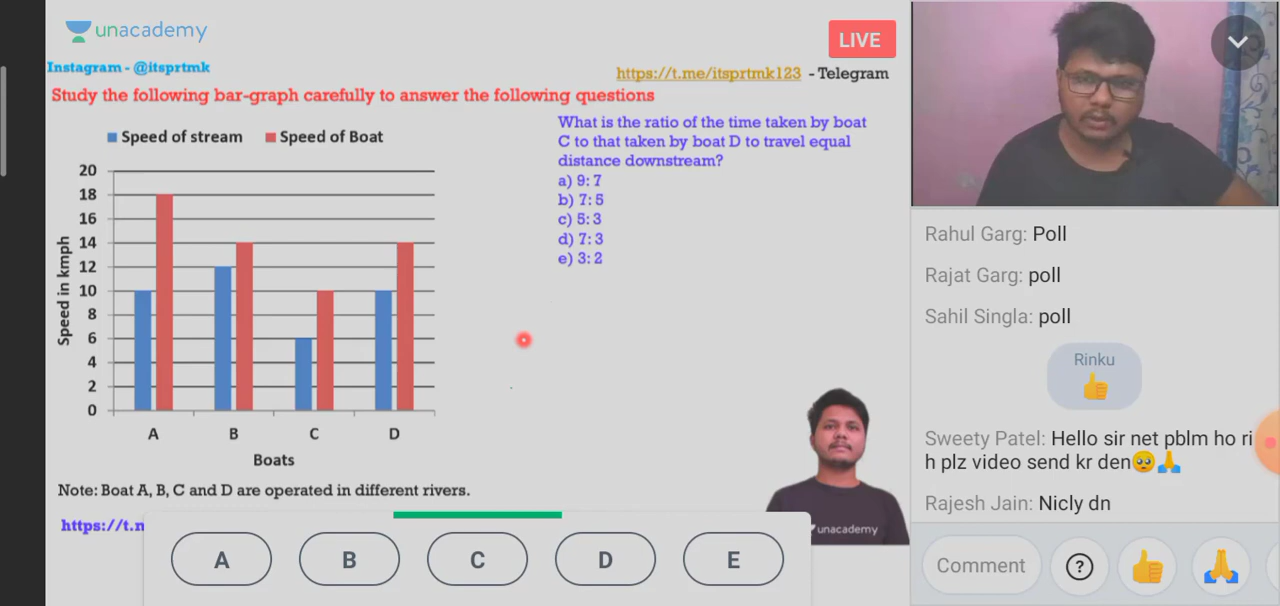 unacademy
LIVE
Instagram - @itsprtmk
https://t.me/itsprtmk123 - Telegram
Study the following bar-graph carefully to answer the following questions
Speed of stream
Speed of Boat
20
18
16
14
12
10
8
6
4
2
0
Speed in kmph
A
B
C
D
Boats
What is the ratio of the time taken by boat
C to that taken by boat D to travel equal
distance downstream?
a) 9: 7
b) 7: 5
c) 5: 3
d) 7: 3
e) 3: 2
Note: Boat A, B, C and D are operated in different rivers.
https://t.n
unacademy
A
B
C
D
E
Rahul Garg: Poll
Rajat Garg: poll
Sahil Singla: poll
Rinku
👍
Sweety Patel: Hello sir net pblm ho ri
h plz video send kr den🥺🙏
Rajesh Jain: Nicly dn
Comment
?